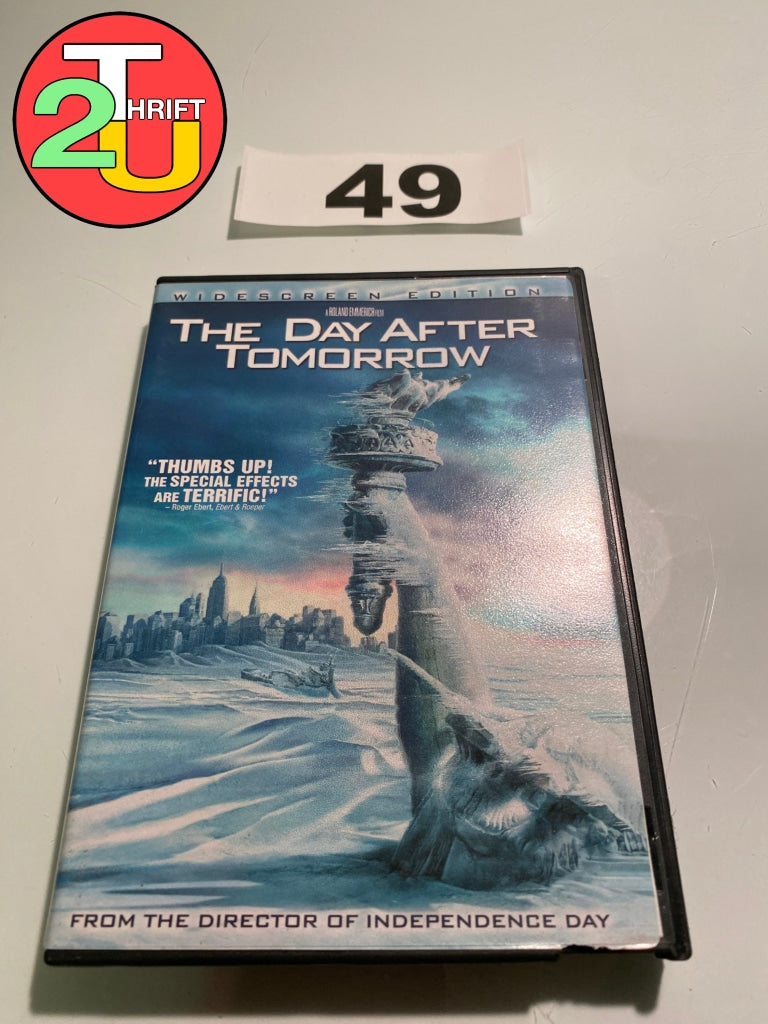 T
HRIFT
2
U
49
WIDESCREEN EDITION
A ROLAND EMMERICH FILM
THE DAY AFTER
TOMORROW
“THUMBS UP!
THE SPECIAL EFFECTS
ARE TERRIFIC!”
– Roger Ebert, Ebert & Roeper
FROM THE DIRECTOR OF INDEPENDENCE DAY